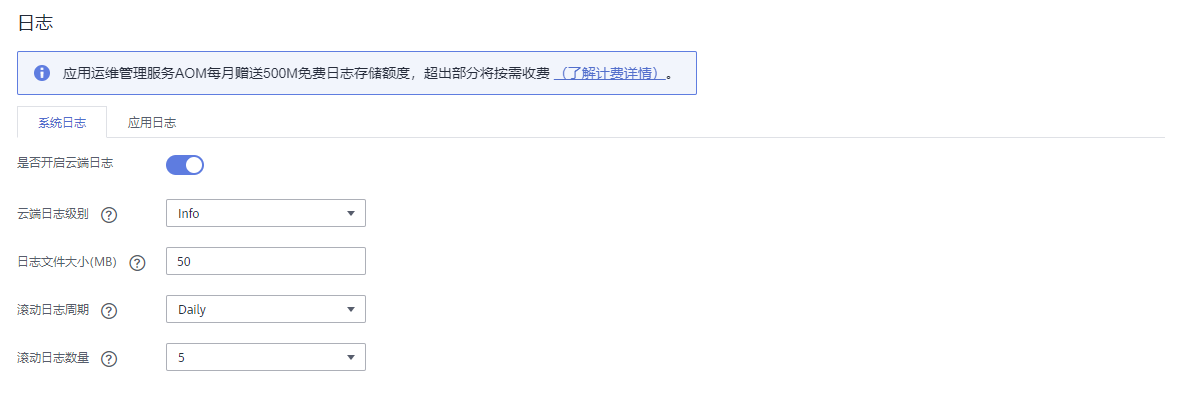 日志
应用运维管理服务AOM每月赠送500M免费日志存储额度，超出部分将按需收费 （了解计费详情）。
系统日志 应用日志
是否开启云端日志
云端日志级别 ? Info
日志文件大小(MB) ? 50
滚动日志周期 ? Daily
滚动日志数量 ? 5